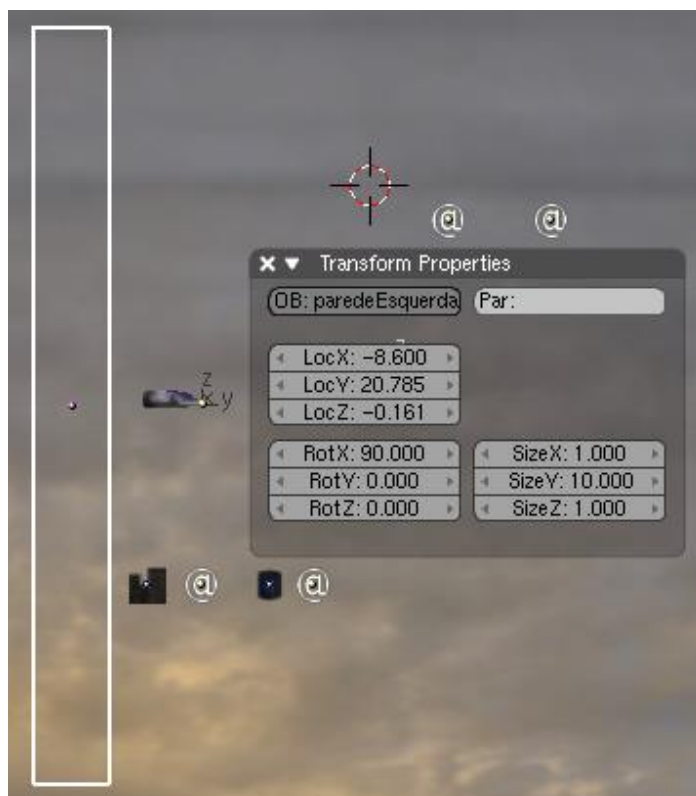 @ @
Transform Properties
OB: paredeEsquerda Par:
LocX: -8.600
LocY: 20.785
LocZ: -0.161
RotX: 90.000 SizeX: 1.000
RotY: 0.000 SizeY: 10.000
RotZ: 0.000 SizeZ: 1.000
z
x y
@ @